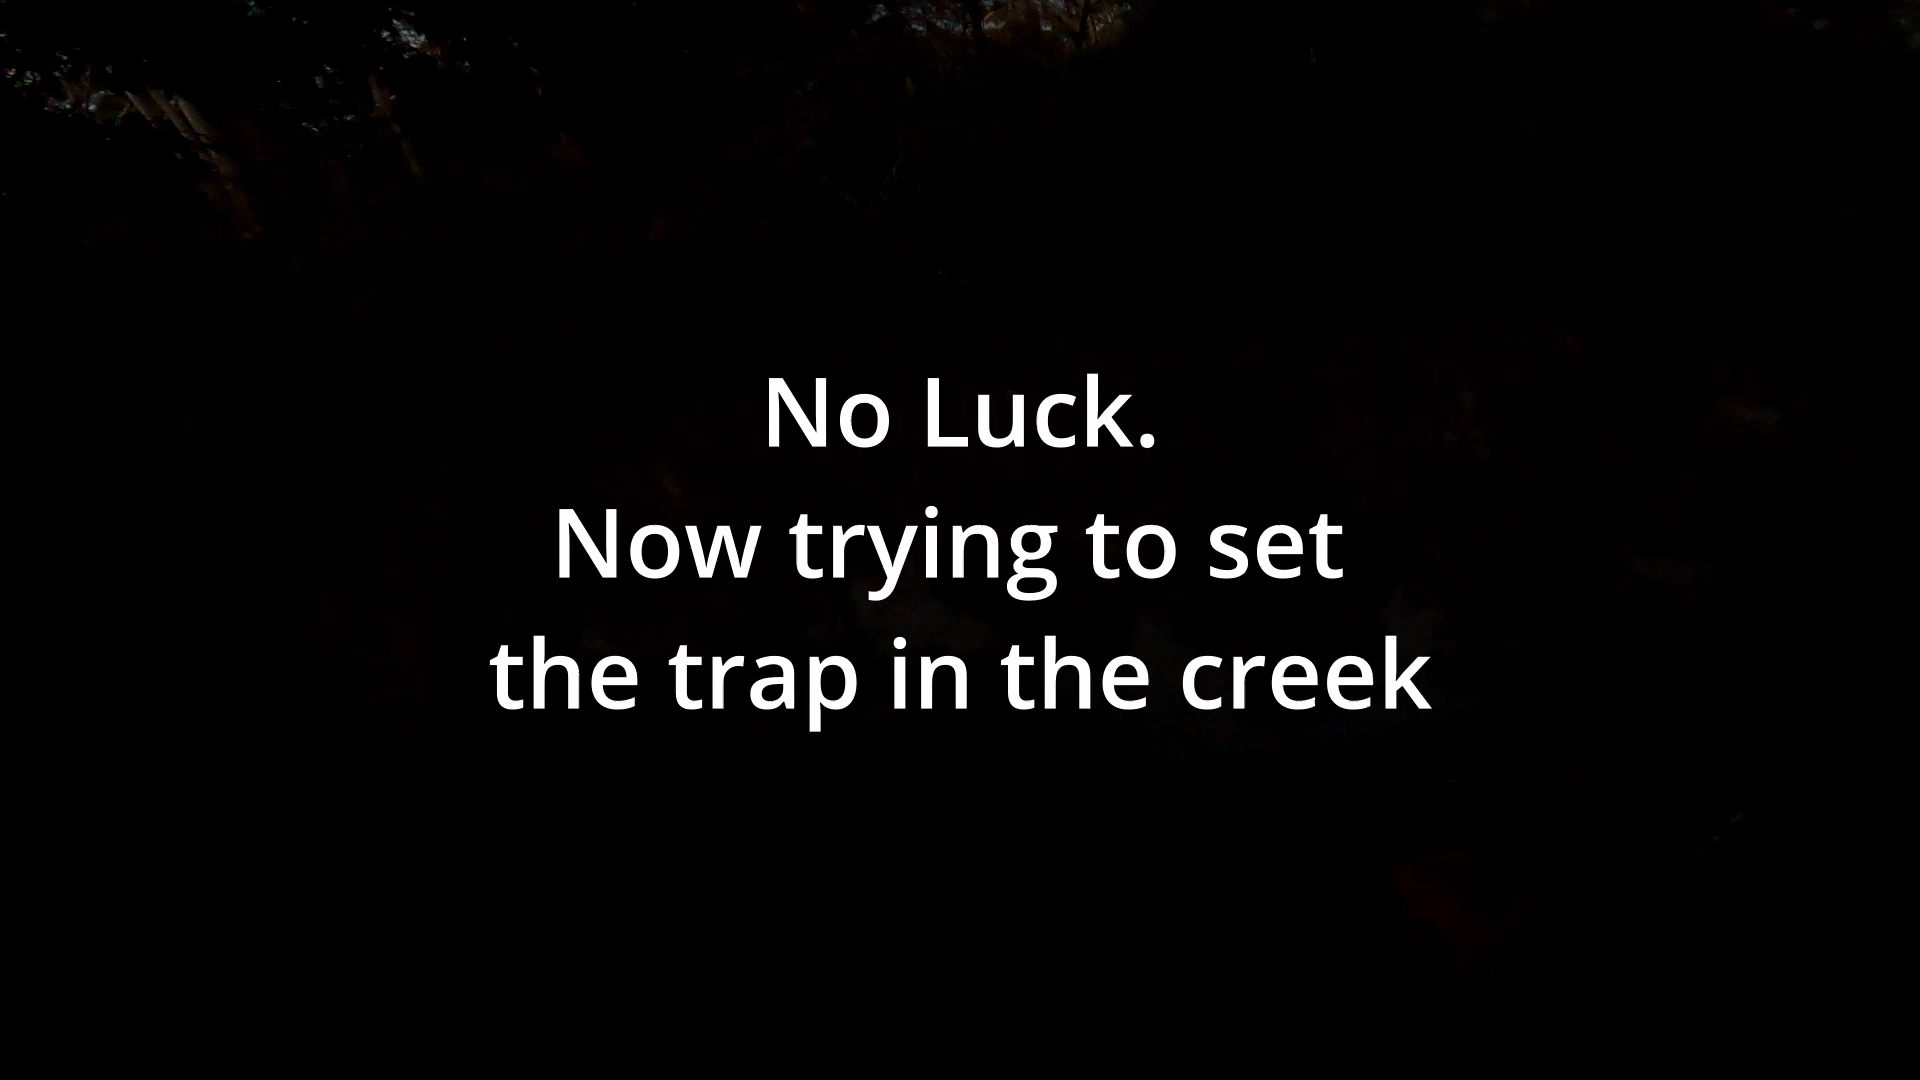 No Luck.
Now trying to set
the trap in the creek